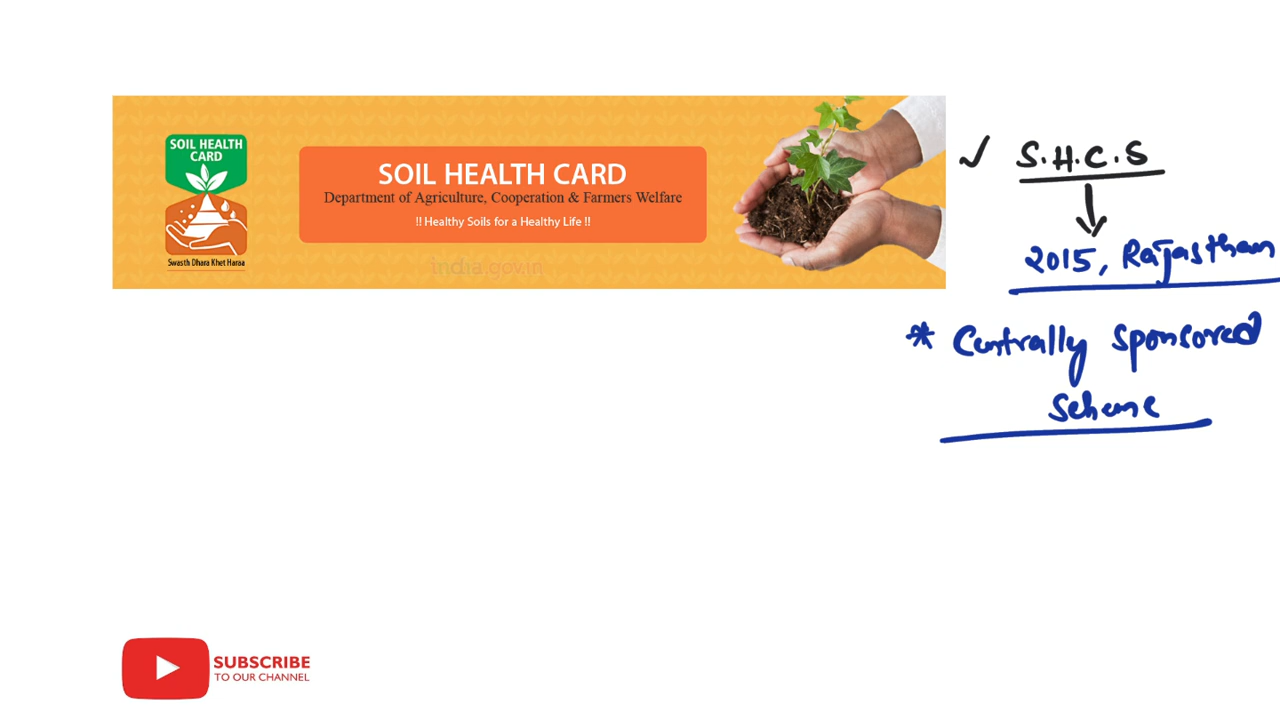 SOIL HEALTH
CARD
Swasth Dhara Khet Haraa
SOIL HEALTH CARD
Department of Agriculture, Cooperation & Farmers Welfare
!! Healthy Soils for a Healthy Life !!
india.gov.in
✓ S.H.C.S
↓
2015, Rajasthan
* Centrally Sponsored
Scheme
SUBSCRIBE
TO OUR CHANNEL